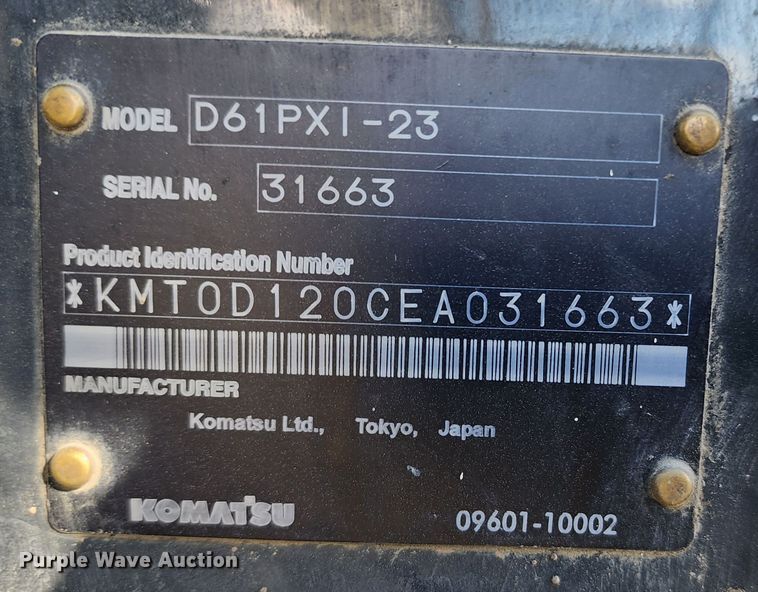 MODEL D61PXI-23
SERIAL No. 31663
Product Identification Number
*KMT0D120CEA031663*
MANUFACTURER
Komatsu Ltd., Tokyo, Japan
KOMATSU 09601-10002
Purple Wave Auction